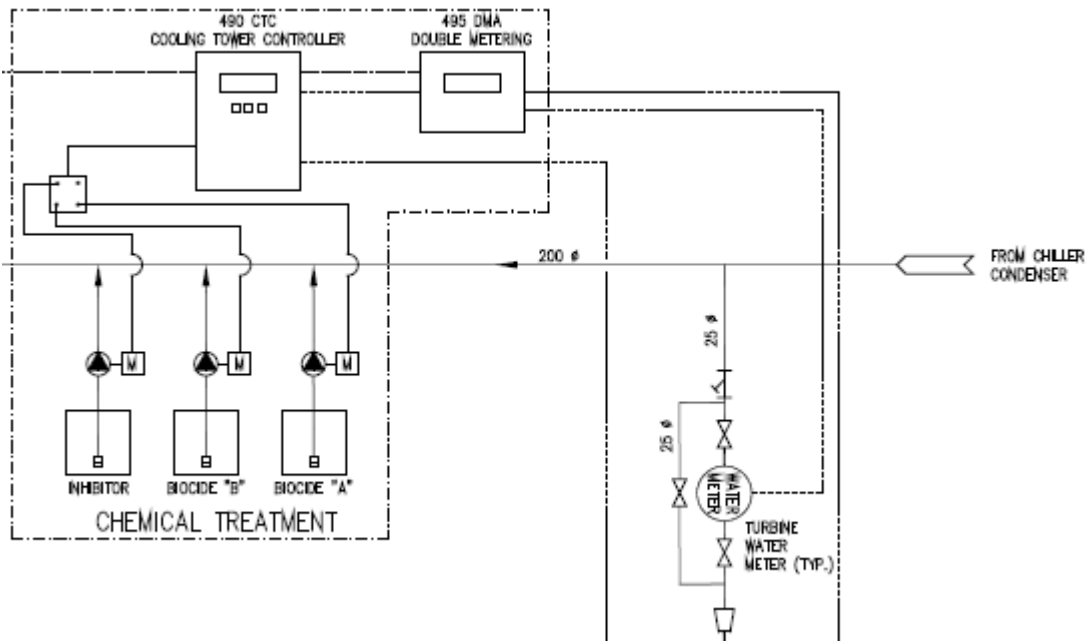 490 CTC
COOLING TOWER CONTROLLER
495 DMA
DOUBLE METERING
200 ø
FROM CHILLER
CONDENSER
25 ø
M
M
M
25 ø
INHIBITOR
BIOCIDE "B"
BIOCIDE "A"
WATER
METER
CHEMICAL TREATMENT
TURBINE
WATER
METER (TYP.)